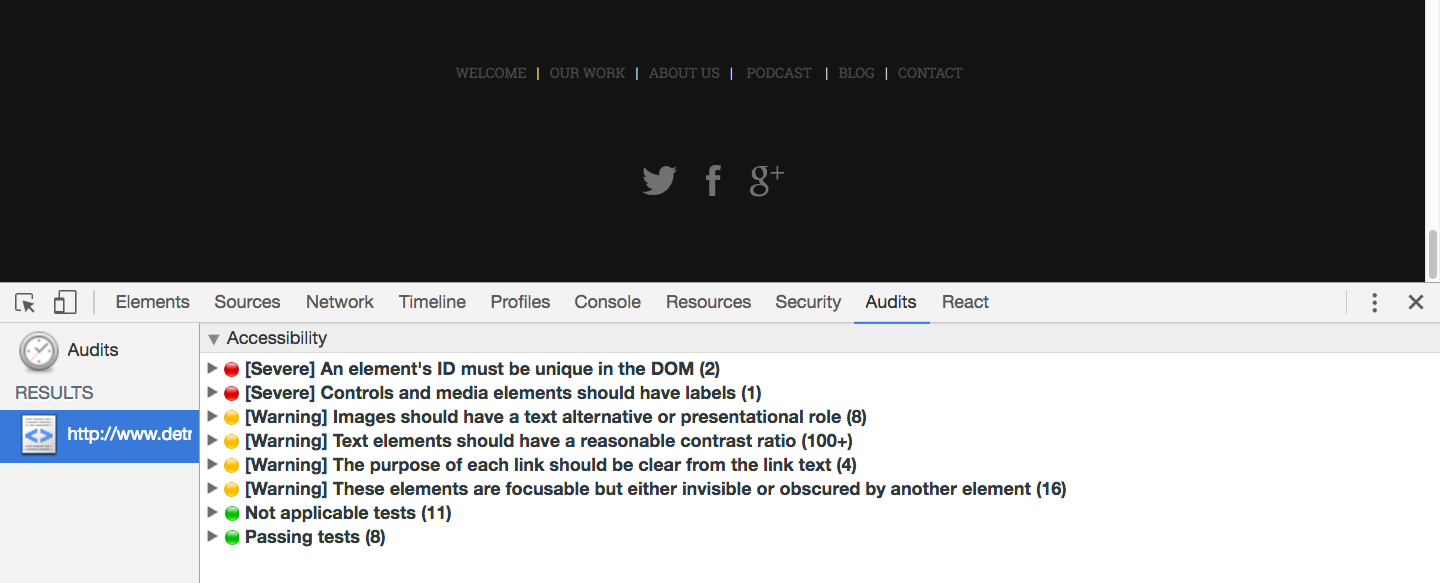 WELCOME | OUR WORK | ABOUT US | PODCAST | BLOG | CONTACT
Elements Sources Network Timeline Profiles Console Resources Security Audits React
Audits
RESULTS
http://www.detr
Accessibility
[Severe] An element's ID must be unique in the DOM (2)
[Severe] Controls and media elements should have labels (1)
[Warning] Images should have a text alternative or presentational role (8)
[Warning] Text elements should have a reasonable contrast ratio (100+)
[Warning] The purpose of each link should be clear from the link text (4)
[Warning] These elements are focusable but either invisible or obscured by another element (16)
Not applicable tests (11)
Passing tests (8)